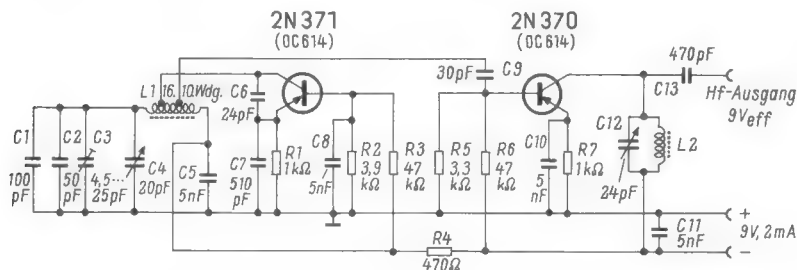 2N371
(OC614)
2N370
(OC614)
470pF
C13
Hf-Ausgang
9Veff
30pF
C9
L1 16. 10.Wdg.
C6
24pF
C1
100
pF
C2
50
pF
C3
4,5...
25pF
C4
20pF
C5
5nF
C7
510
pF
R1
1kΩ
C8
5nF
R2
3,9
kΩ
R3
47
kΩ
R5
3,3
kΩ
R6
47
kΩ
C10
5
nF
R7
1kΩ
C12
24pF
L2
C11
5nF
+
9V, 2mA
−
R4
470Ω